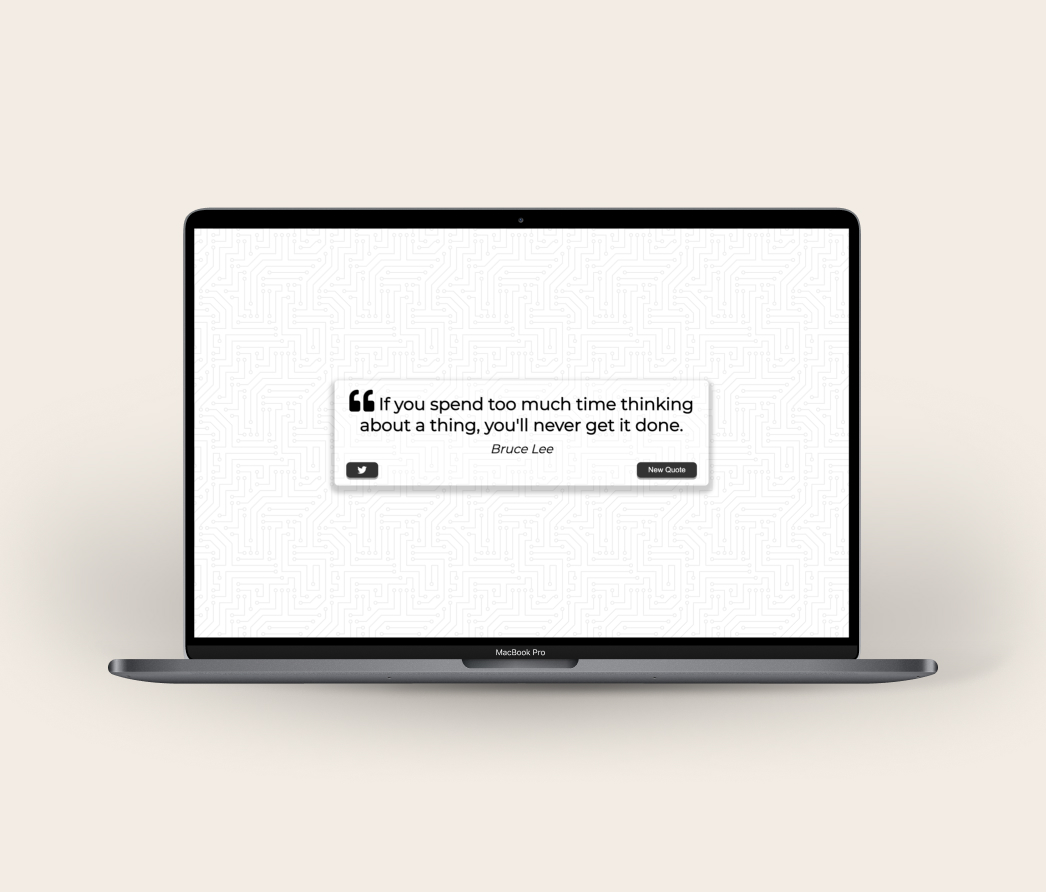 If you spend too much time thinking
about a thing, you'll never get it done.
Bruce Lee
New Quote
MacBook Pro